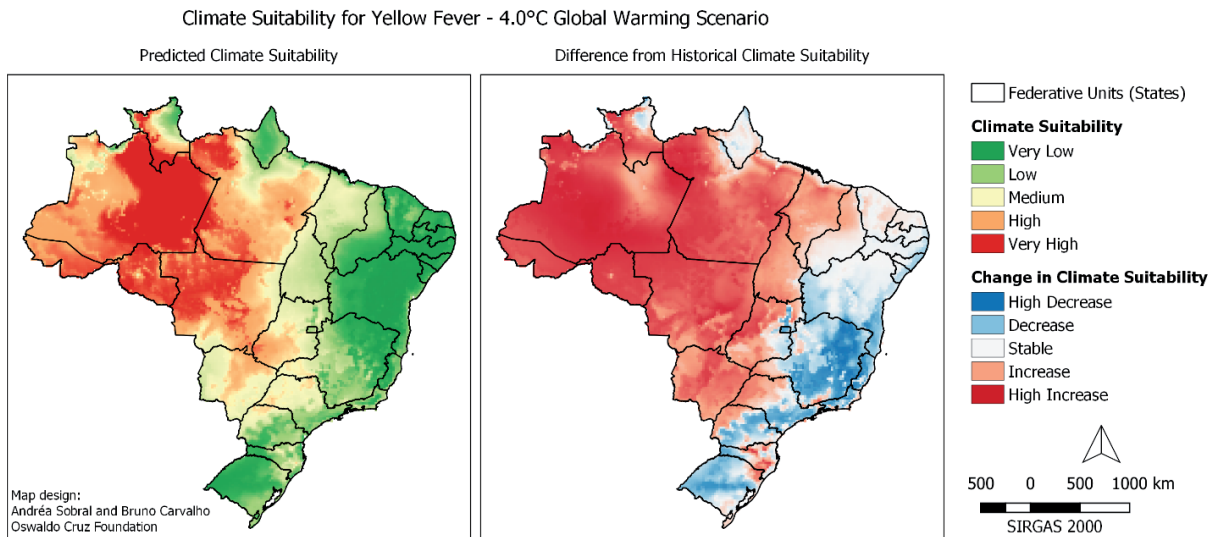 Climate Suitability for Yellow Fever - 4.0°C Global Warming Scenario
Predicted Climate Suitability
Difference from Historical Climate Suitability
Map design:
Andréa Sobral and Bruno Carvalho
Oswaldo Cruz Foundation
Federative Units (States)
Climate Suitability
Very Low
Low
Medium
High
Very High
Change in Climate Suitability
High Decrease
Decrease
Stable
Increase
High Increase
500 0 500 1000 km
SIRGAS 2000